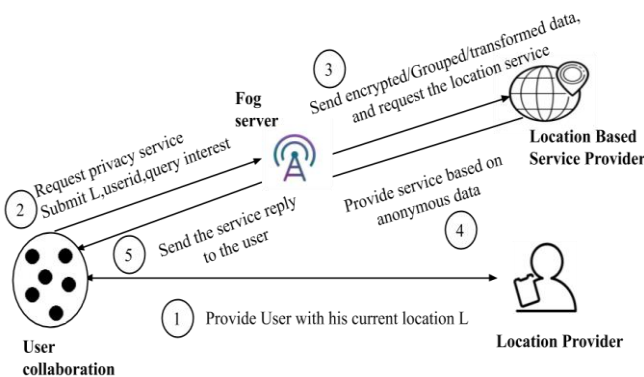 3
Send encrypted/Grouped/transformed data,
and request the location service
Fog
server
Location Based
Service Provider
2
Request privacy service
Submit L,userid,query interest
Provide service based on
anonymous data
4
5
Send the service reply
to the user
1
Provide User with his current location L
User
collaboration
Location Provider